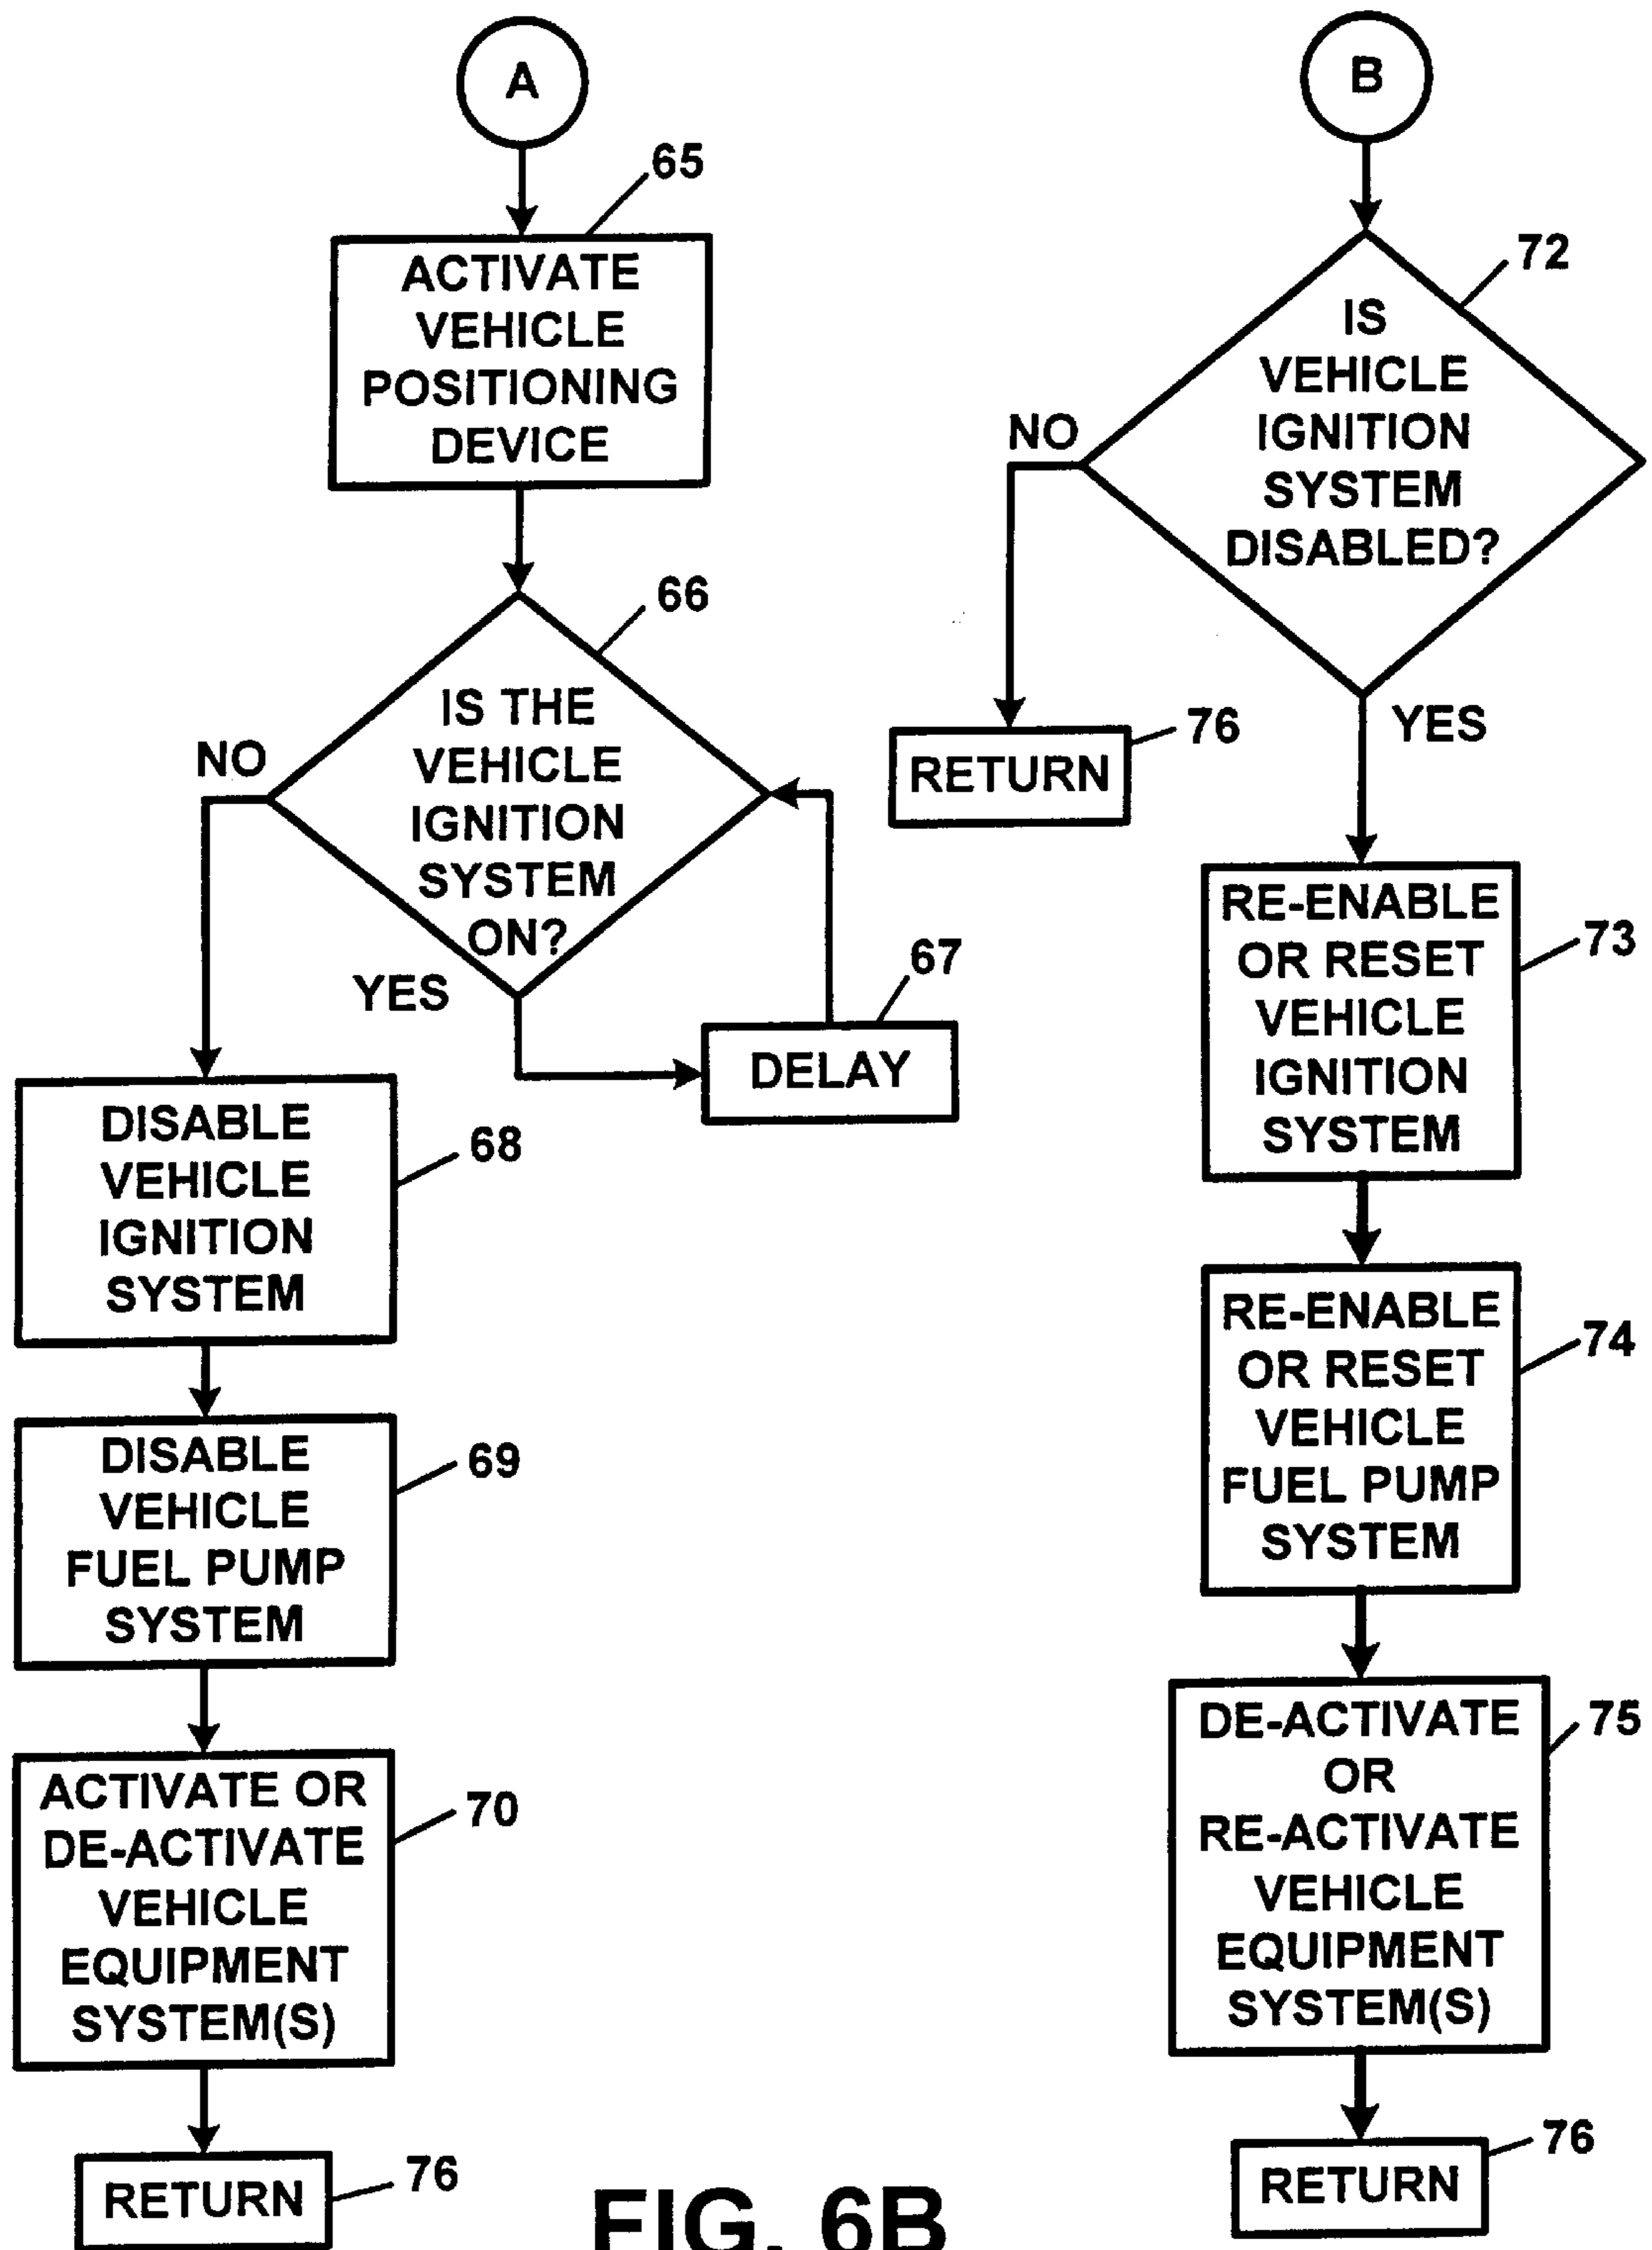 A
65
ACTIVATE
VEHICLE
POSITIONING
DEVICE
66
IS THE
VEHICLE
IGNITION
SYSTEM
ON?
NO
YES
67
DELAY
DISABLE
VEHICLE
IGNITION
SYSTEM
68
DISABLE
VEHICLE
FUEL PUMP
SYSTEM
69
ACTIVATE OR
DE-ACTIVATE
VEHICLE
EQUIPMENT
SYSTEM(S)
70
RETURN
76
B
72
IS
VEHICLE
IGNITION
SYSTEM
DISABLED?
NO
YES
76
RETURN
RE-ENABLE
OR RESET
VEHICLE
IGNITION
SYSTEM
73
RE-ENABLE
OR RESET
VEHICLE
FUEL PUMP
SYSTEM
74
DE-ACTIVATE
OR
RE-ACTIVATE
VEHICLE
EQUIPMENT
SYSTEM(S)
75
RETURN
76
FIG. 6B